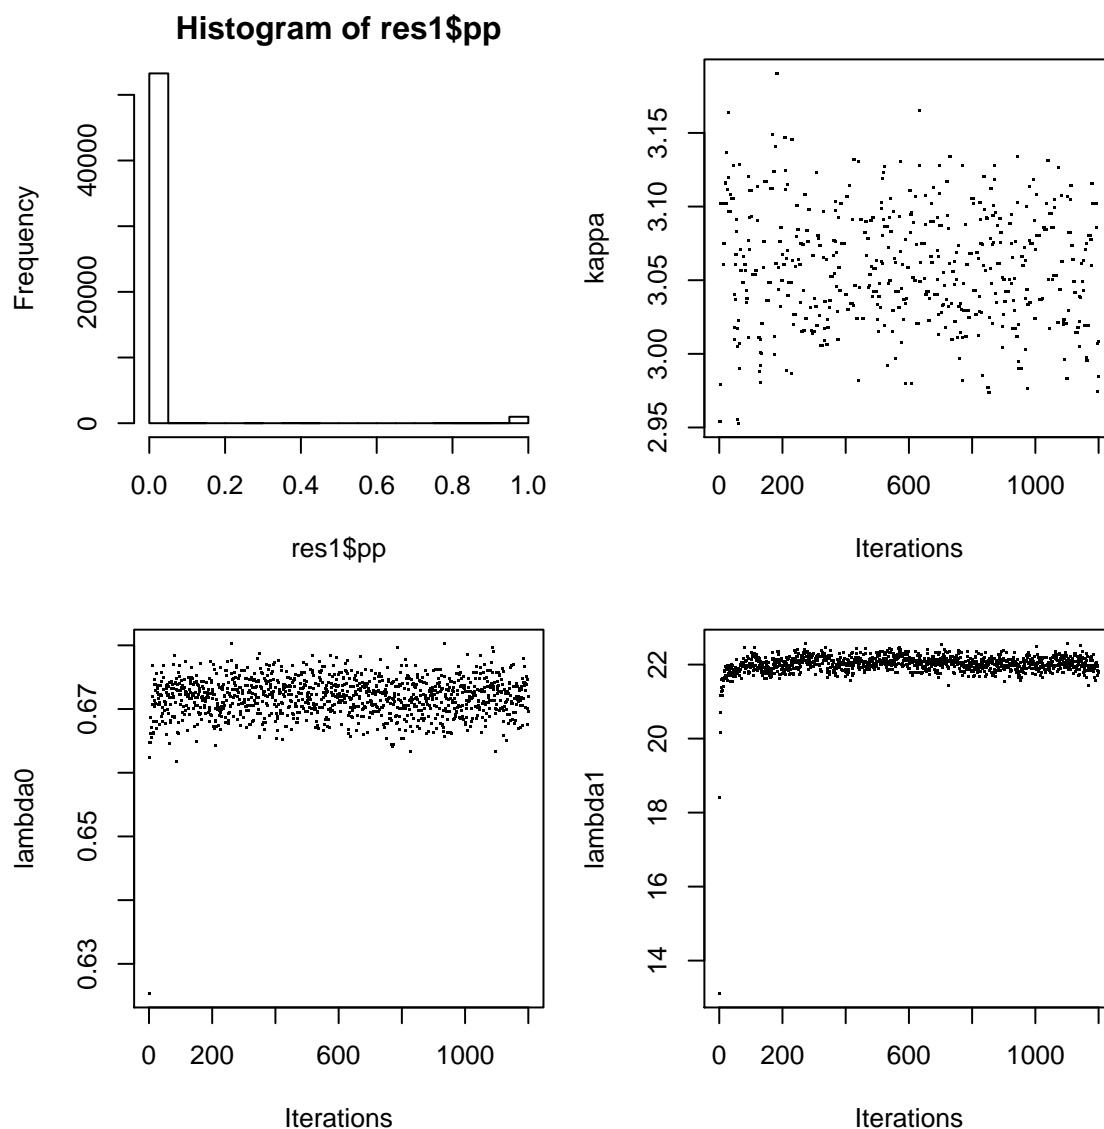 Histogram of res1$pp
Frequency
0
20000
40000
0.0 0.2 0.4 0.6 0.8 1.0
res1$pp
kappa
2.95
3.00
3.05
3.10
3.15
0 200 600 1000
Iterations
lambda0
0.63
0.65
0.67
0 200 600 1000
Iterations
lambda1
14
16
18
20
22
0 200 600 1000
Iterations